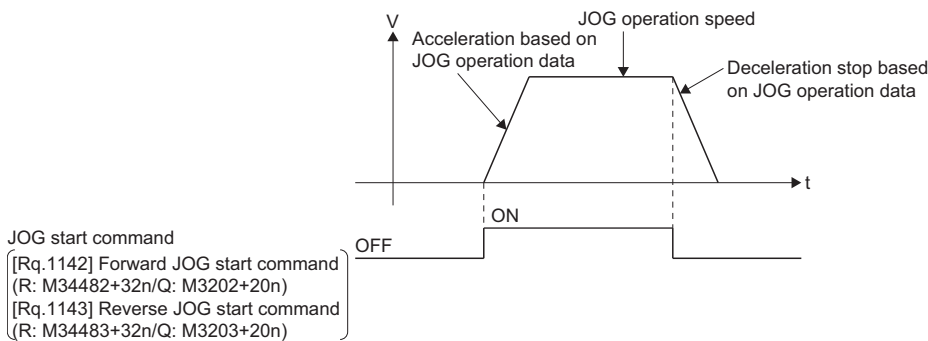 V
JOG operation speed
Acceleration based on
JOG operation data
Deceleration stop based
on JOG operation data
t
ON
OFF
JOG start command
[Rq.1142] Forward JOG start command
(R: M34482+32n/Q: M3202+20n)
[Rq.1143] Reverse JOG start command
(R: M34483+32n/Q: M3203+20n)